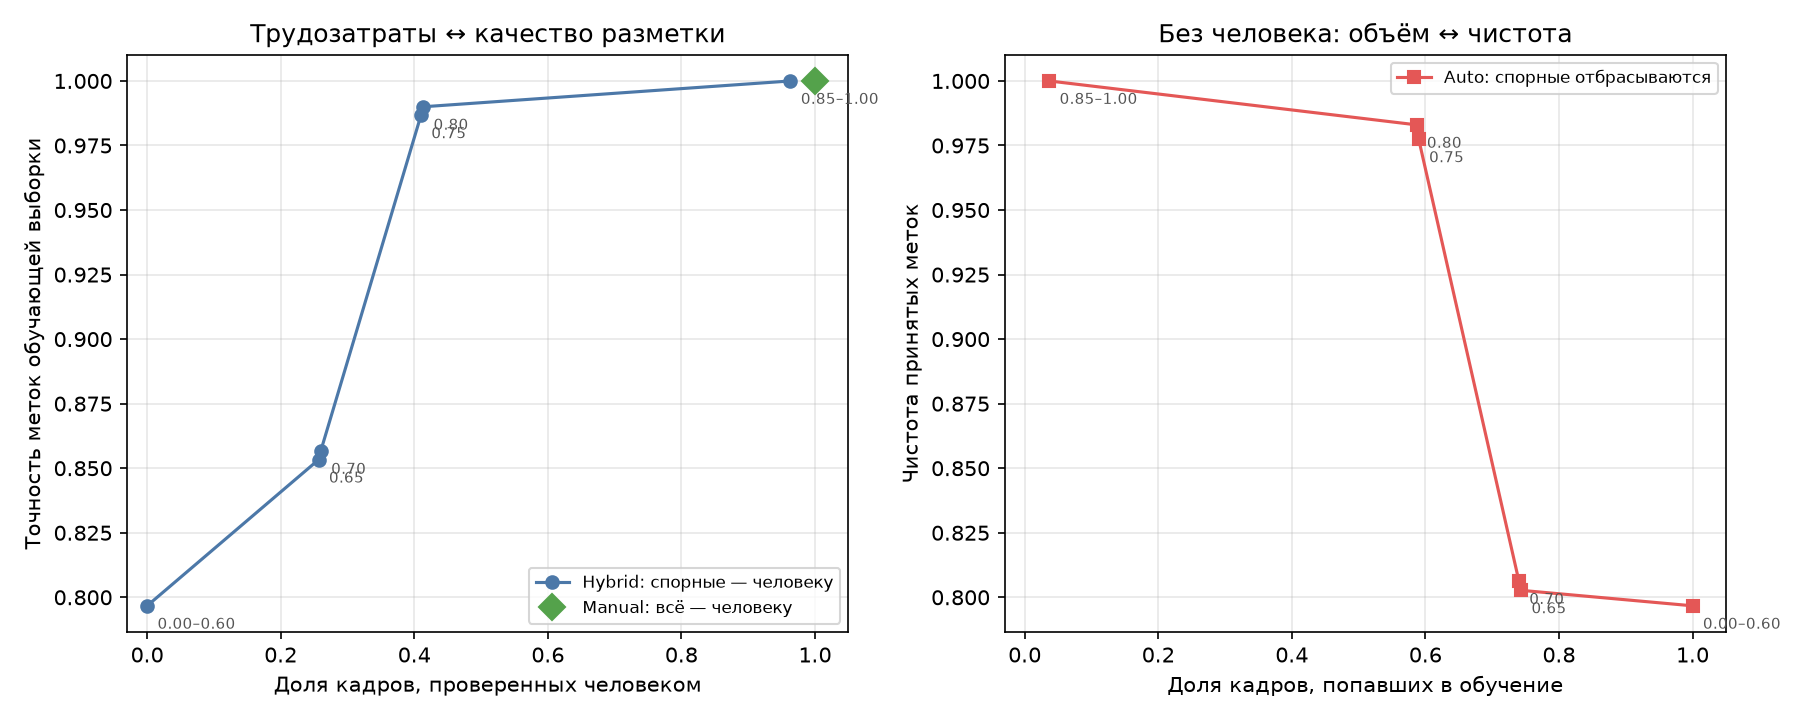 Трудозатраты ↔ качество разметки
Точность меток обучающей выборки
1.000
0.975
0.950
0.925
0.900
0.875
0.850
0.825
0.800
0.85–1.00
0.80
0.75
0.70
0.65
0.00–0.60
Hybrid: спорные — человеку
Manual: всё — человеку
0.0 0.2 0.4 0.6 0.8 1.0
Доля кадров, проверенных человеком
Без человека: объём ↔ чистота
Чистота принятых меток
1.000
0.975
0.950
0.925
0.900
0.875
0.850
0.825
0.800
Auto: спорные отбрасываются
0.85–1.00
0.80
0.75
0.70
0.65
0.00–0.60
0.0 0.2 0.4 0.6 0.8 1.0
Доля кадров, попавших в обучение